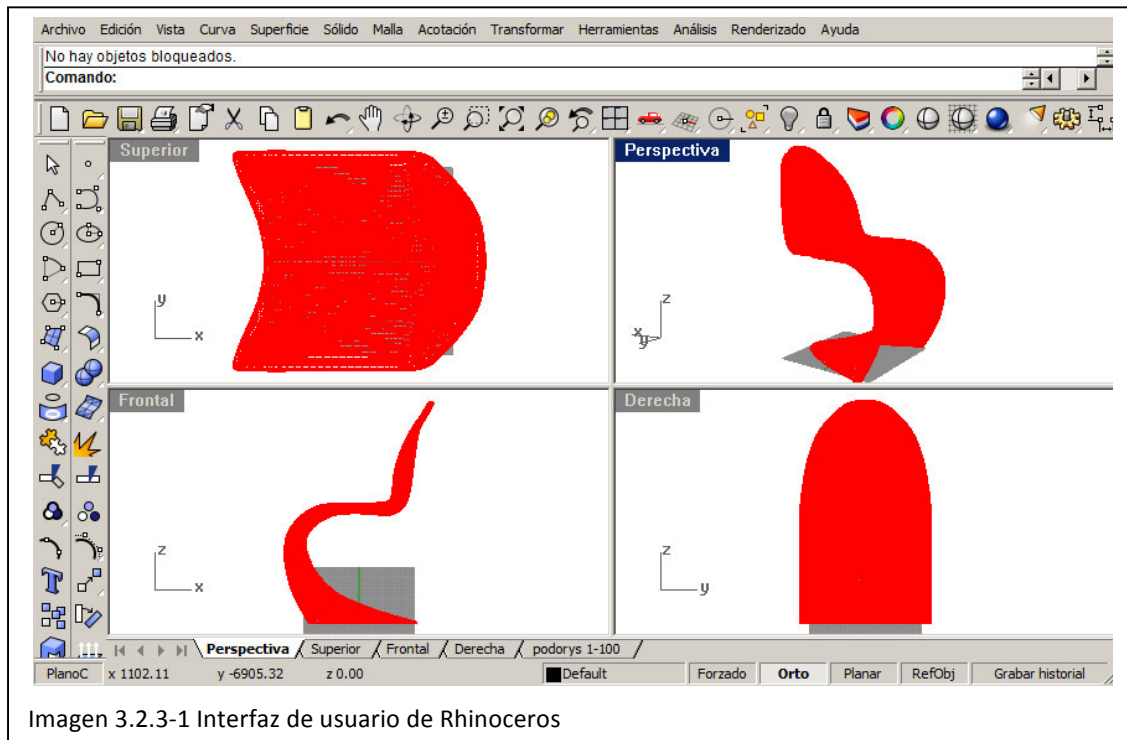 Archivo Edición Vista Curva Superficie Sólido Malla Acotación Transformar Herramientas Análisis Renderizado Ayuda
No hay objetos bloqueados.
Comando:
Superior
Perspectiva
y
x
z
x
y
Frontal
Derecha
z
x
z
y
Perspectiva Superior Frontal Derecha podorys 1-100
PlanoC x 1102.11 y -6905.32 z 0.00 Default Forzado Orto Planar RefObj Grabar historial
Imagen 3.2.3-1 Interfaz de usuario de Rhinoceros